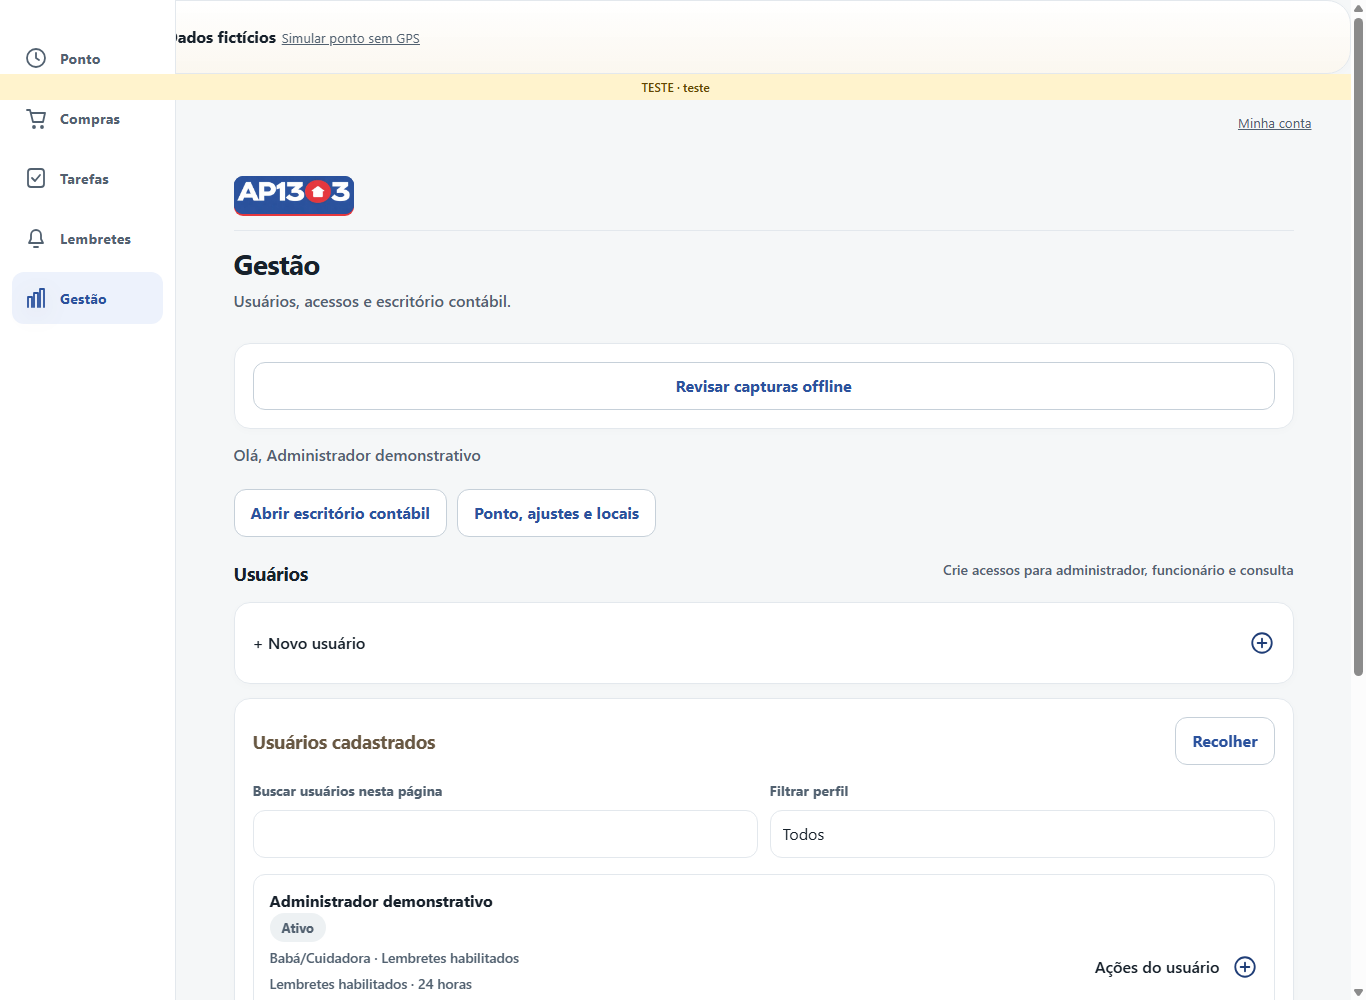 Ponto
Compras
Tarefas
Lembretes
Gestão
ados fictícios Simular ponto sem GPS
TESTE · teste
Minha conta
AP1303
Gestão
Usuários, acessos e escritório contábil.
Revisar capturas offline
Olá, Administrador demonstrativo
Abrir escritório contábil
Ponto, ajustes e locais
Usuários
Crie acessos para administrador, funcionário e consulta
+ Novo usuário
Usuários cadastrados
Recolher
Buscar usuários nesta página
Filtrar perfil
Todos
Administrador demonstrativo
Ativo
Babá/Cuidadora · Lembretes habilitados
Lembretes habilitados · 24 horas
Ações do usuário